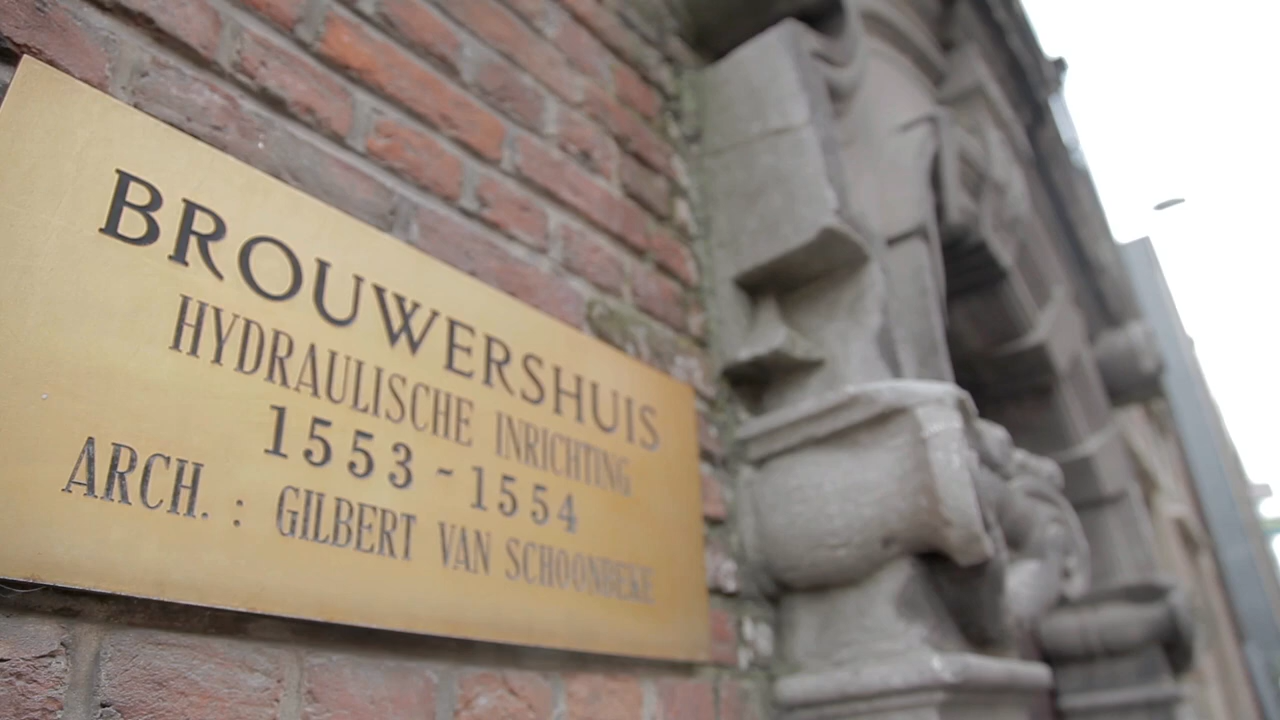 BROUWERSHUIS
HYDRAULISCHE INRICHTING
1553 - 1554
ARCH. : GILBERT VAN SCHOONBEKE